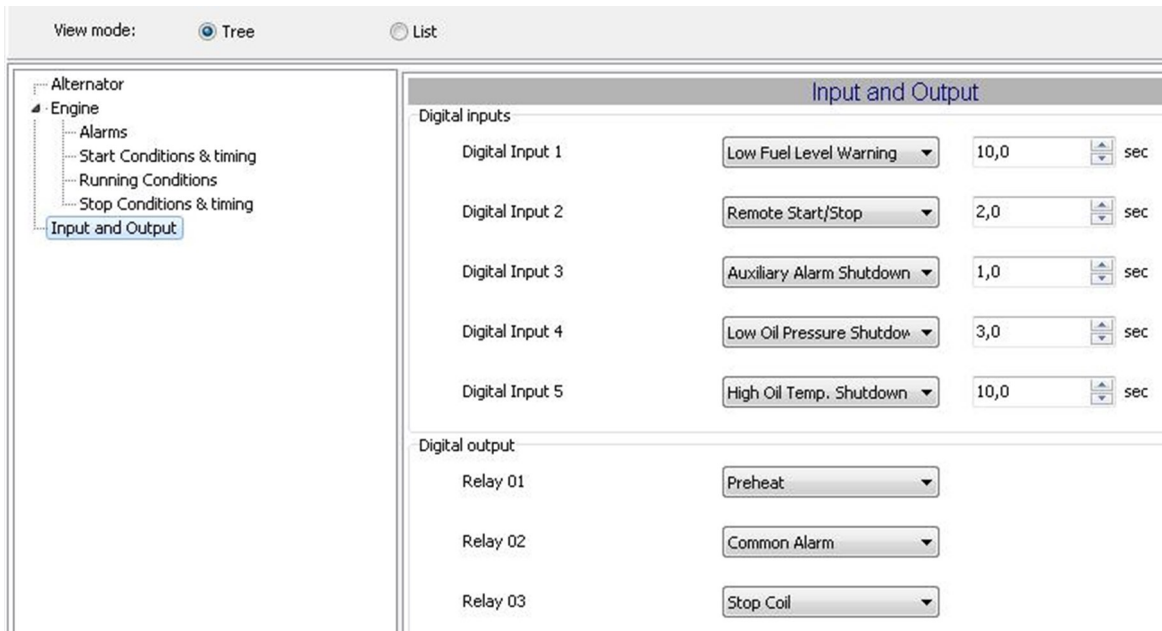 View mode: Tree List
Alternator
Engine
Alarms
Start Conditions & timing
Running Conditions
Stop Conditions & timing
Input and Output
Input and Output
Digital inputs
Digital Input 1 Low Fuel Level Warning 10,0 sec
Digital Input 2 Remote Start/Stop 2,0 sec
Digital Input 3 Auxiliary Alarm Shutdown 1,0 sec
Digital Input 4 Low Oil Pressure Shutdow 3,0 sec
Digital Input 5 High Oil Temp. Shutdown 10,0 sec
Digital output
Relay 01 Preheat
Relay 02 Common Alarm
Relay 03 Stop Coil